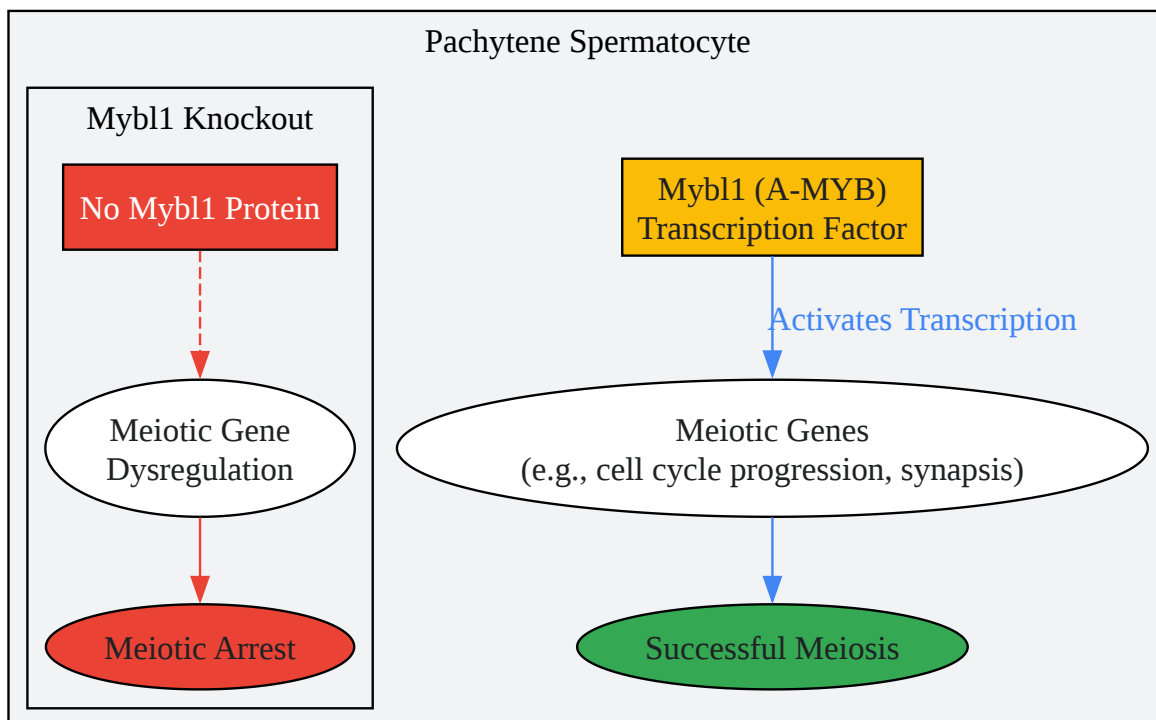 Pachytene Spermatocyte
Mybl1 Knockout
No Mybl1 Protein
Meiotic Gene
Dysregulation
Meiotic Arrest
Mybl1 (A-MYB)
Transcription Factor
Activates Transcription
Meiotic Genes
(e.g., cell cycle progression, synapsis)
Successful Meiosis